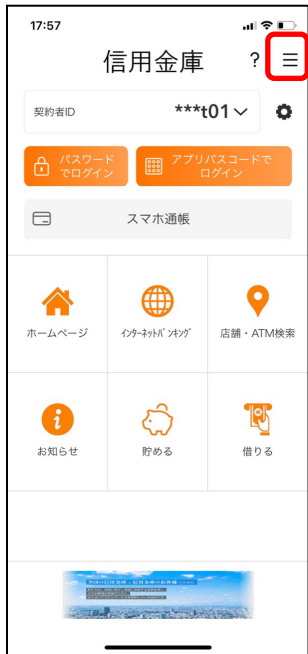 17:57
信用金庫 ?
契約者ID ***t01
パスワード
でログイン
アプリパスコードで
ログイン
スマホ通帳
ホームページ
インターネットバンキング
店舗・ATM検索
お知らせ
貯める
借りる